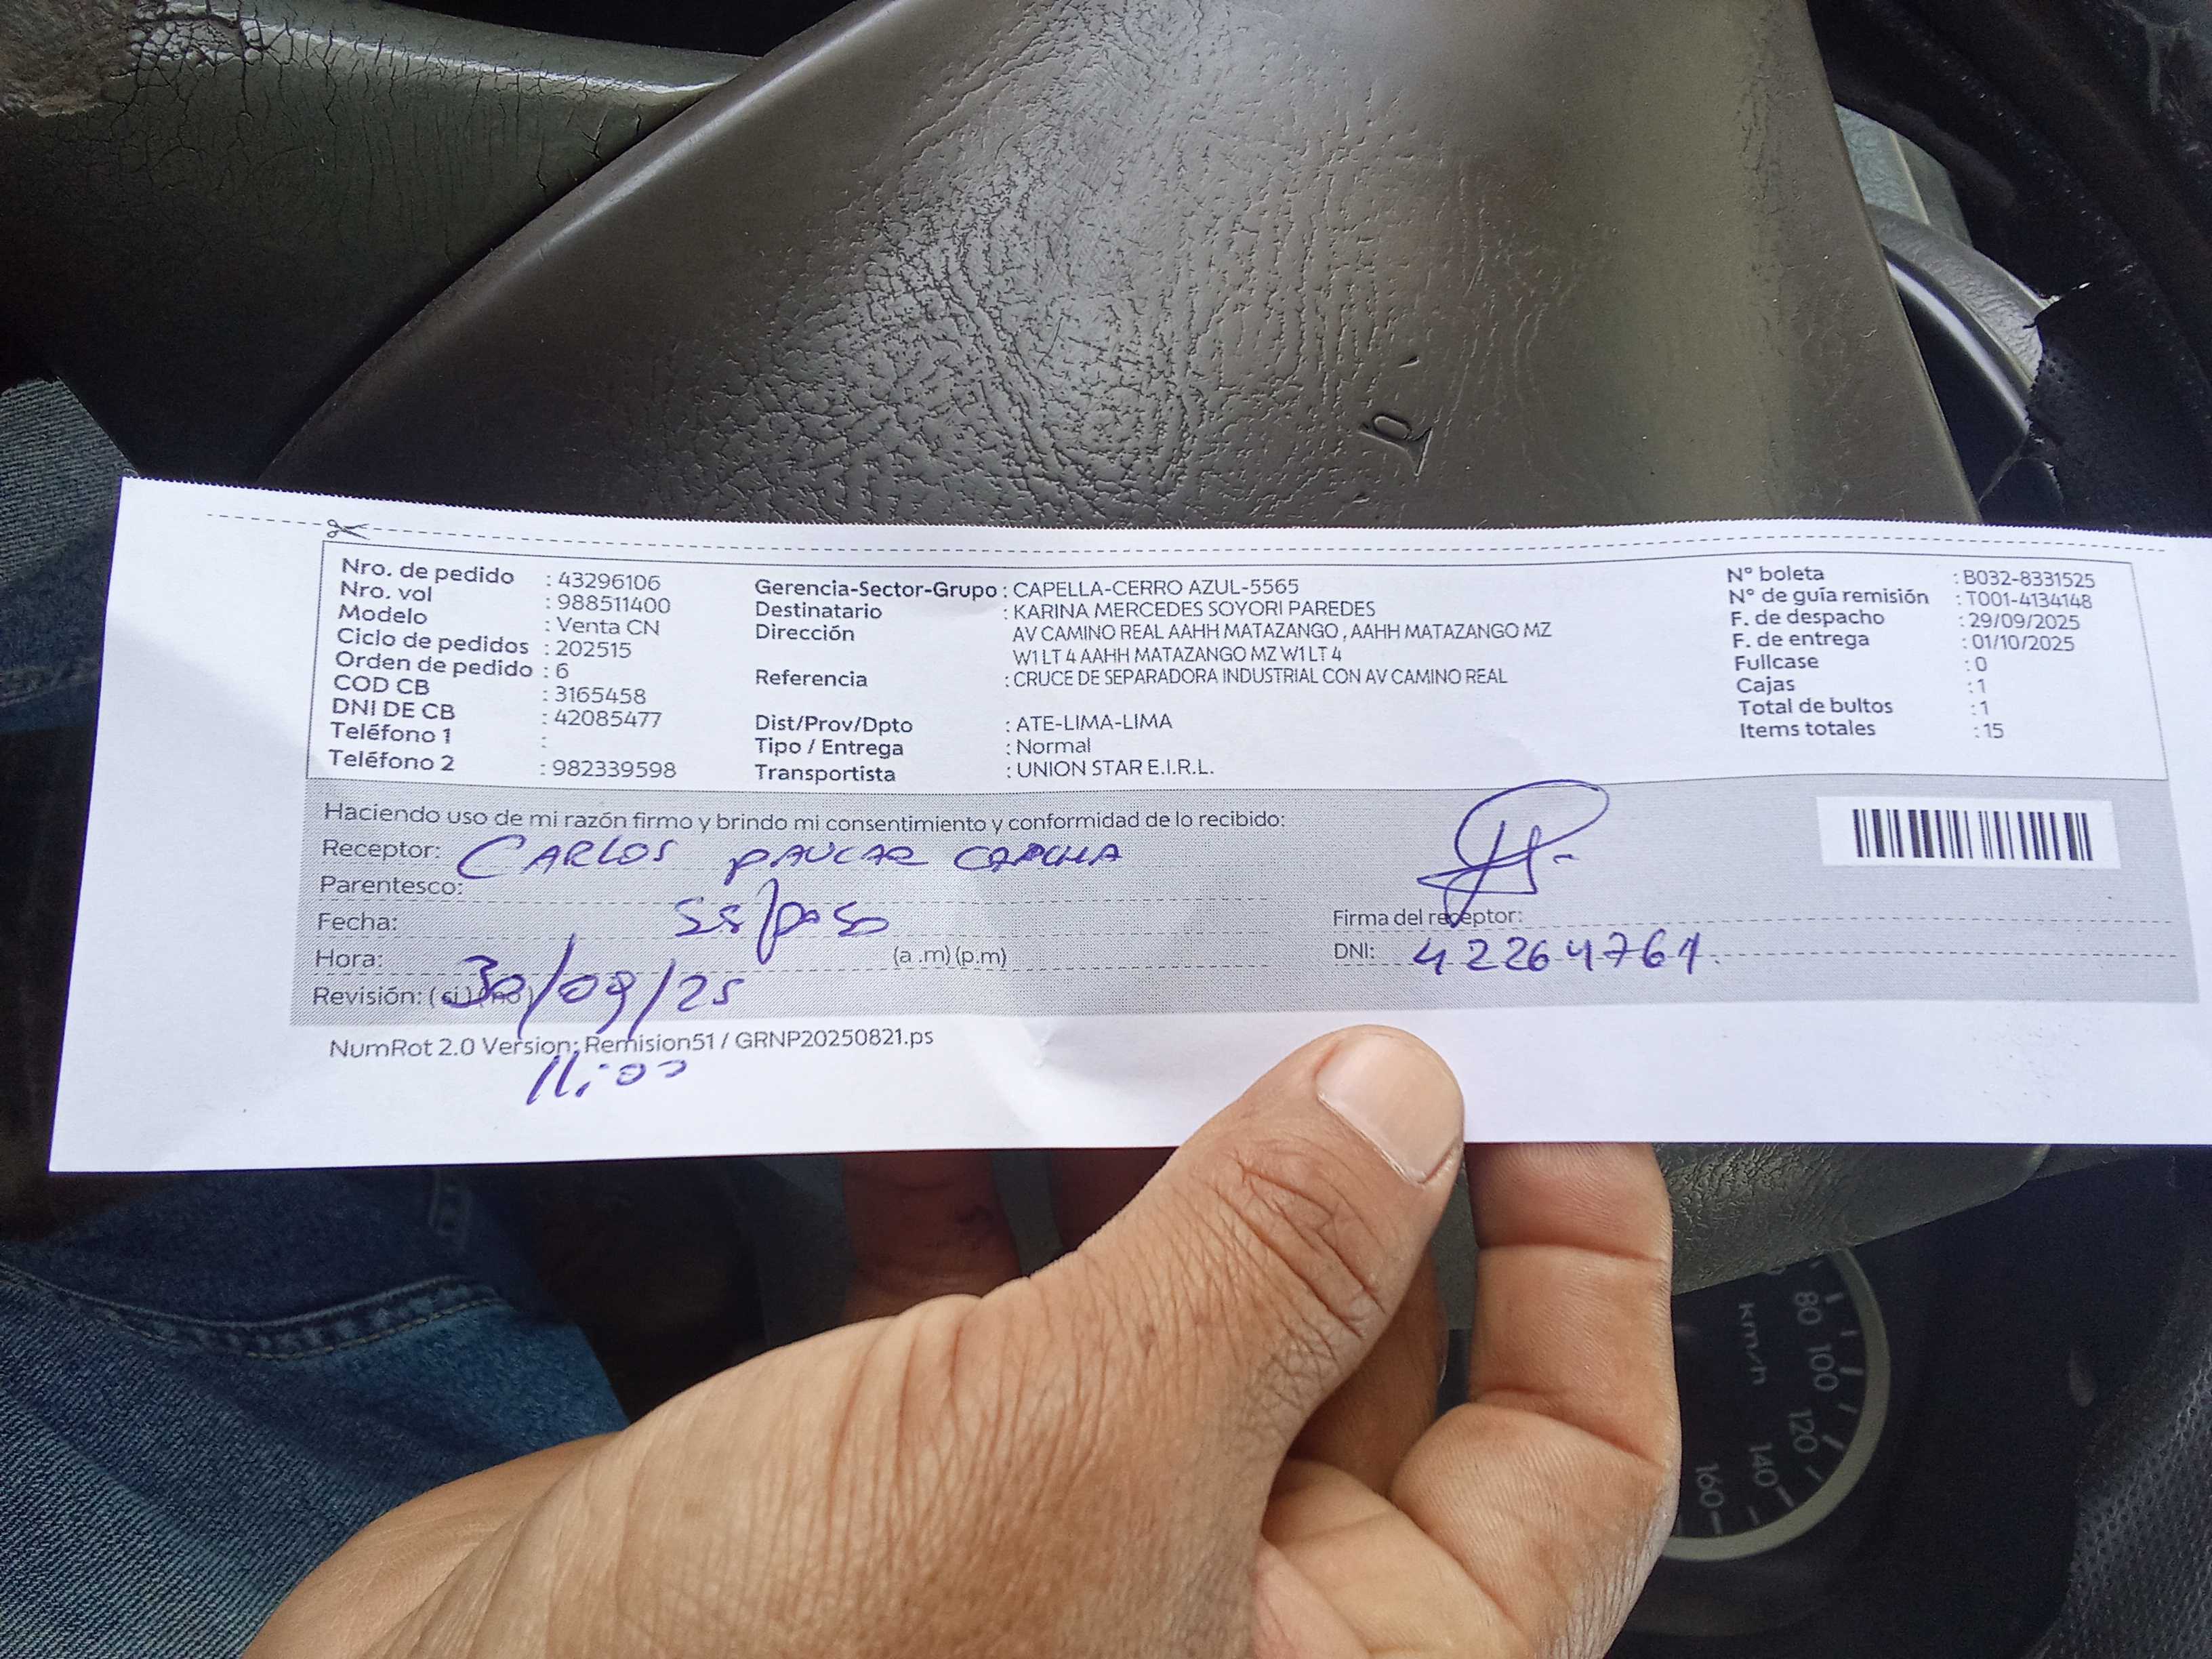 Nro. de pedido : 43296106
Nro. vol : 988511400
Modelo : Venta CN
Ciclo de pedidos : 202515
Orden de pedido : 6
COD CB : 3165458
DNI DE CB : 42085477
Teléfono 1 :
Teléfono 2 : 982339598
Gerencia-Sector-Grupo : CAPELLA-CERRO AZUL-5565
Destinatario : KARINA MERCEDES SOYORI PAREDES
Dirección AV CAMINO REAL AAHH MATAZANGO , AAHH MATAZANGO MZ
W1 LT 4 AAHH MATAZANGO MZ W1 LT 4
Referencia : CRUCE DE SEPARADORA INDUSTRIAL CON AV CAMINO REAL
Dist/Prov/Dpto : ATE-LIMA-LIMA
Tipo / Entrega : Normal
Transportista : UNION STAR E.I.R.L.
N° boleta : B032-8331525
N° de guía remisión : T001-4134148
F. de despacho : 29/09/2025
F. de entrega : 01/10/2025
Fullcase : 0
Cajas : 1
Total de bultos : 1
Items totales : 15
Haciendo uso de mi razón firmo y brindo mi consentimiento y conformidad de lo recibido:
Receptor: CARLOS PAUCAR
Parentesco:
Fecha:
Hora: (a .m) (p.m)
30/09/25
Revisión: ( si ) ( no )
Firma del receptor:
DNI: 42264761.
NumRot 2.0 Version: Remision51 / GRNP20250821.ps
11:00
80
100
120
140
160
km/h